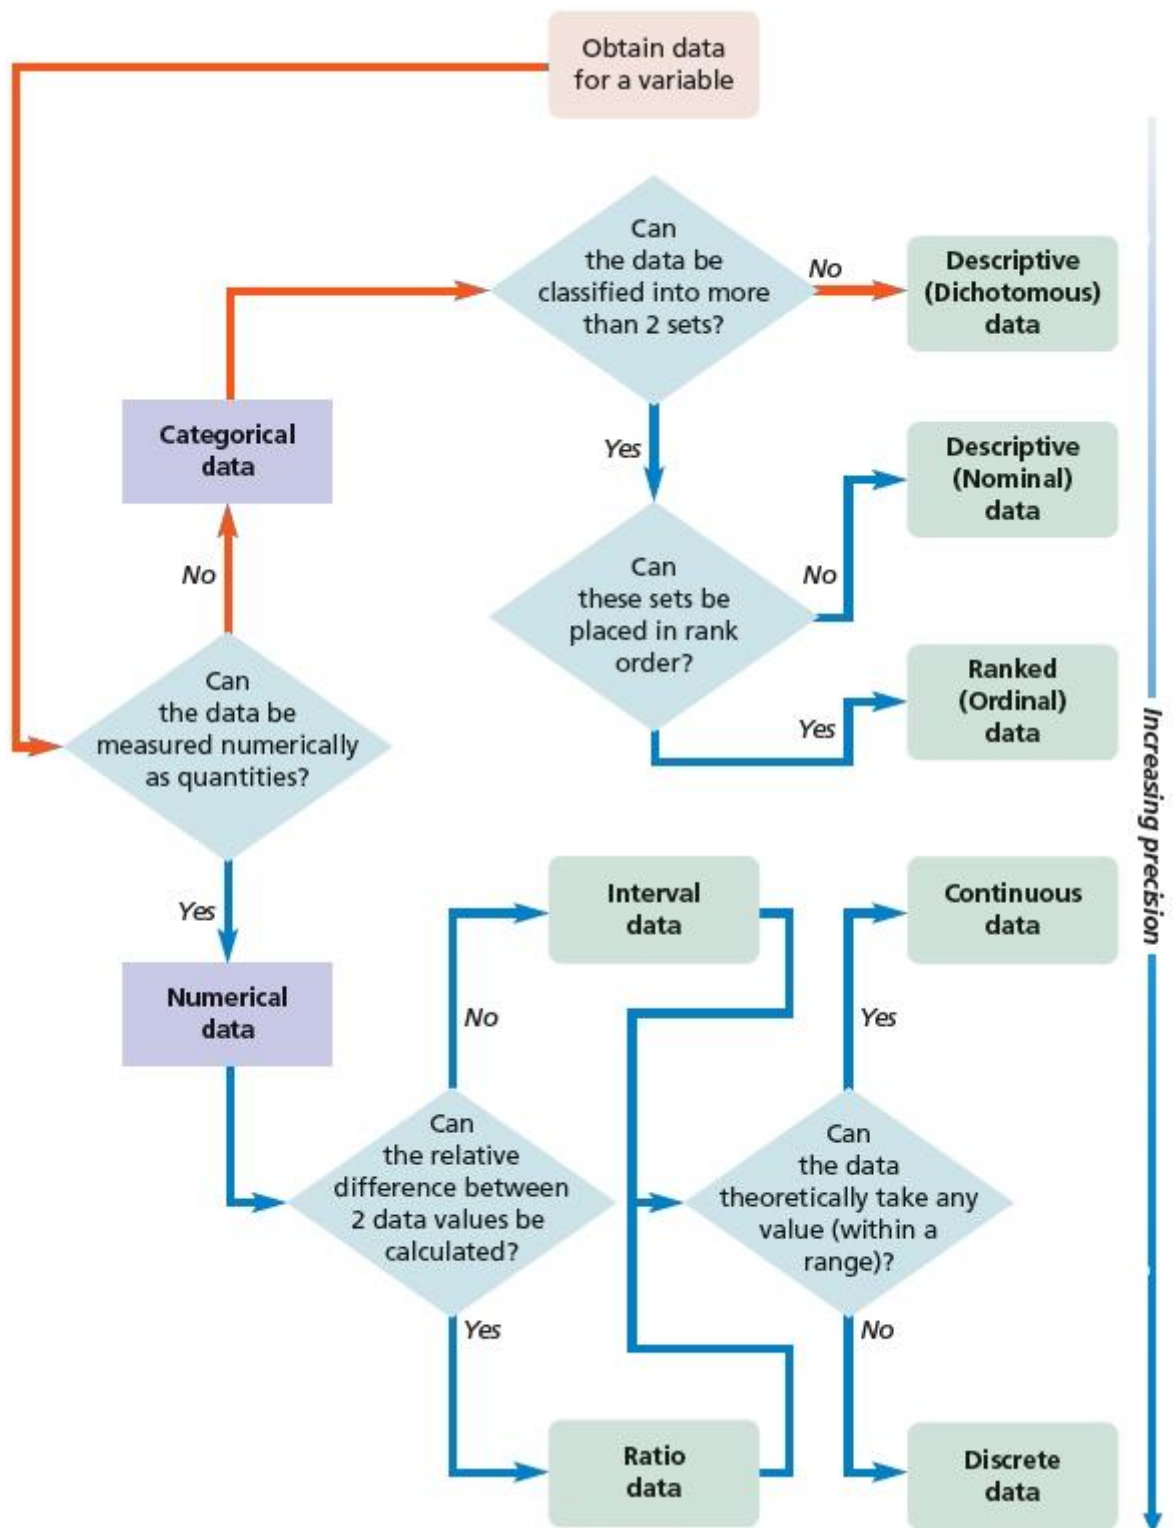 Obtain data
for a variable
Can
the data be
classified into more
than 2 sets?
No
Descriptive
(Dichotomous)
data
Categorical
data
Yes
Descriptive
(Nominal)
data
No
Can
these sets be
placed in rank
order?
No
Ranked
(Ordinal)
data
Yes
Can
the data be
measured numerically
as quantities?
Increasing precision
Yes
Interval
data
Continuous
data
Numerical
data
No
Yes
Can
the relative
difference between
2 data values be
calculated?
Can
the data
theoretically take any
value (within a
range)?
Yes
No
Ratio
data
Discrete
data